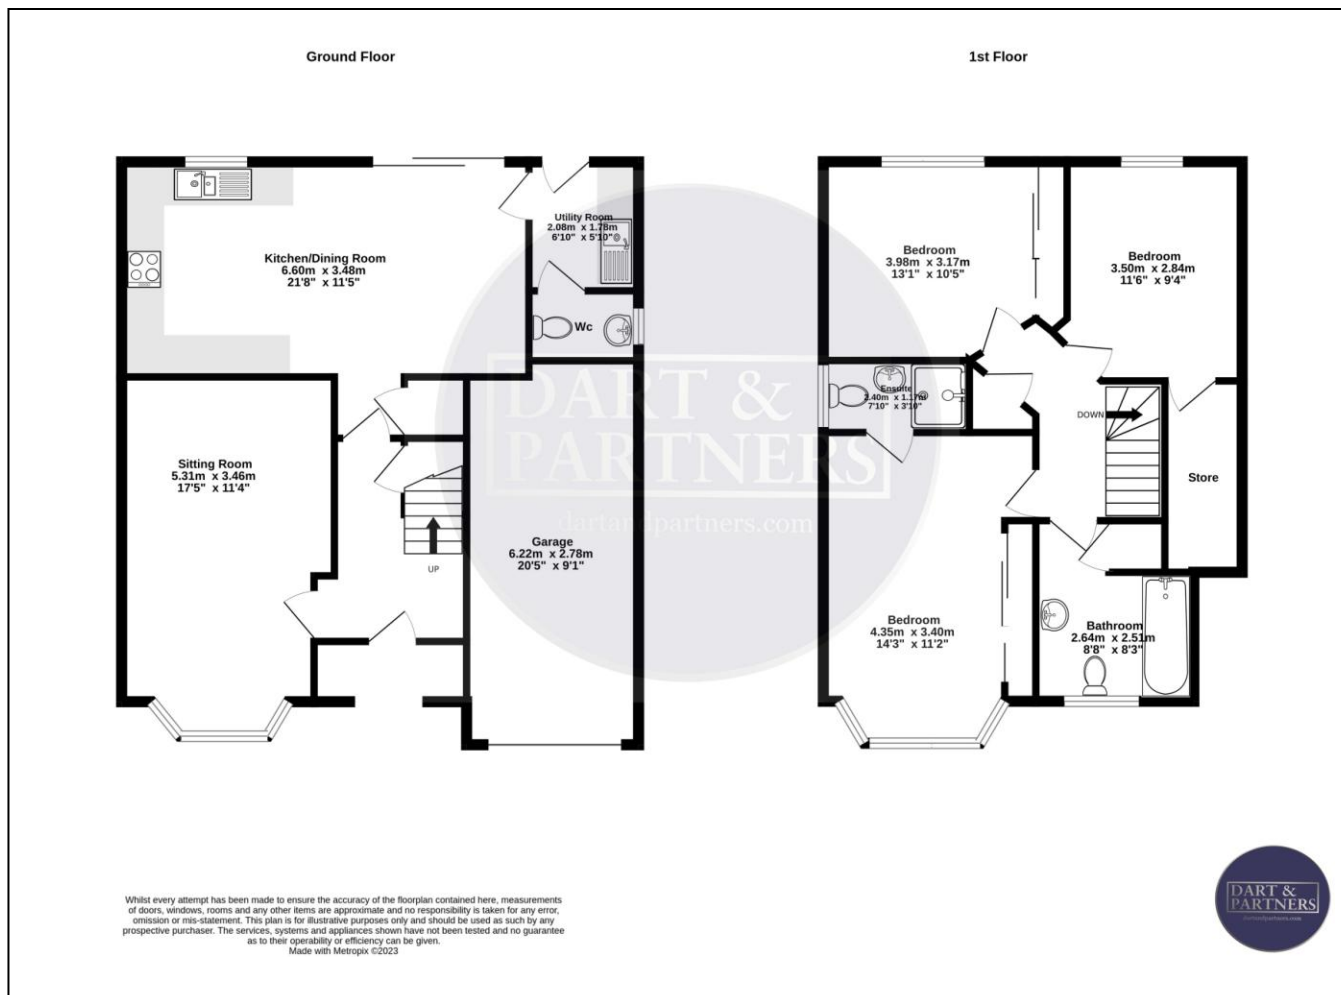 Ground Floor
1st Floor
Kitchen/Dining Room
6.60m x 3.48m
21'8" x 11'5"
Utility Room
2.08m x 1.78m
6'10" x 5'10"
Wc
Sitting Room
5.31m x 3.46m
17'5" x 11'4"
UP
Garage
6.22m x 2.78m
20'5" x 9'1"
Bedroom
3.98m x 3.17m
13'1" x 10'5"
Bedroom
3.50m x 2.84m
11'6" x 9'4"
Ensuite
2.40m x 1.17m
7'10" x 3'10"
DOWN
Store
Bedroom
4.35m x 3.40m
14'3" x 11'2"
Bathroom
2.64m x 2.51m
8'8" x 8'3"
DART &
PARTNERS
dartandpartners.com
Whilst every attempt has been made to ensure the accuracy of the floorplan contained here, measurements
of doors, windows, rooms and any other items are approximate and no responsibility is taken for any error,
omission or mis-statement. This plan is for illustrative purposes only and should be used as such by any
prospective purchaser. The services, systems and appliances shown have not been tested and no guarantee
as to their operability or efficiency can be given.
Made with Metropix ©2023
DART &
PARTNERS
dartandpartners.com